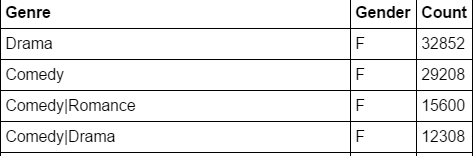 Genre Gender Count
Drama F 32852
Comedy F 29208
Comedy|Romance F 15600
Comedy|Drama F 12308